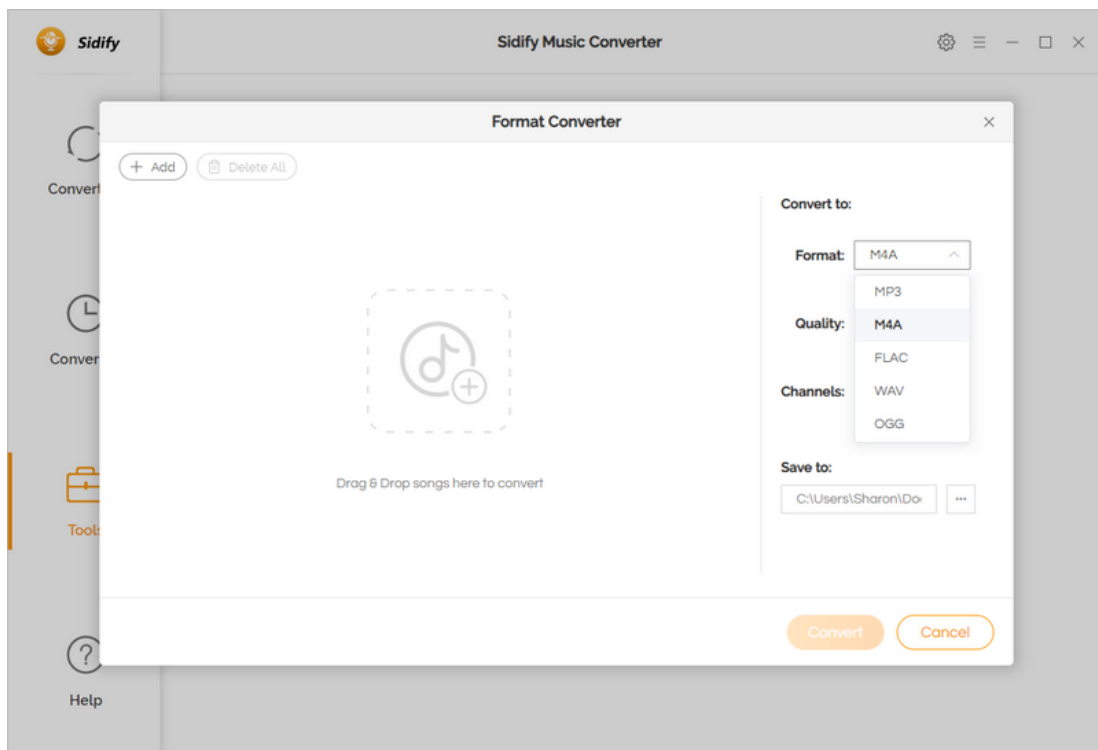 Sidify
Sidify Music Converter
Format Converter
Add
Delete All
Convert
Conver
Tool
Help
Drag & Drop songs here to convert
Convert to:
Format: M4A
MP3
Quality: M4A
FLAC
Channels: WAV
OGG
Save to:
C:\Users\Sharon\Do
Convert
Cancel